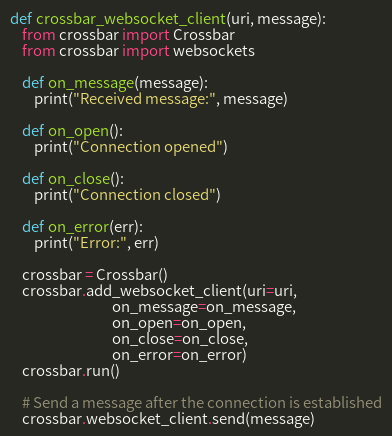 def crossbar_websocket_client(uri, message):
    from crossbar import Crossbar
    from crossbar import websockets

    def on_message(message):
        print("Received message:", message)

    def on_open():
        print("Connection opened")

    def on_close():
        print("Connection closed")

    def on_error(err):
        print("Error:", err)

    crossbar = Crossbar()
    crossbar.add_websocket_client(uri=uri,
                                  on_message=on_message,
                                  on_open=on_open,
                                  on_close=on_close,
                                  on_error=on_error)
    crossbar.run()

    # Send a message after the connection is established
    crossbar.websocket_client.send(message)